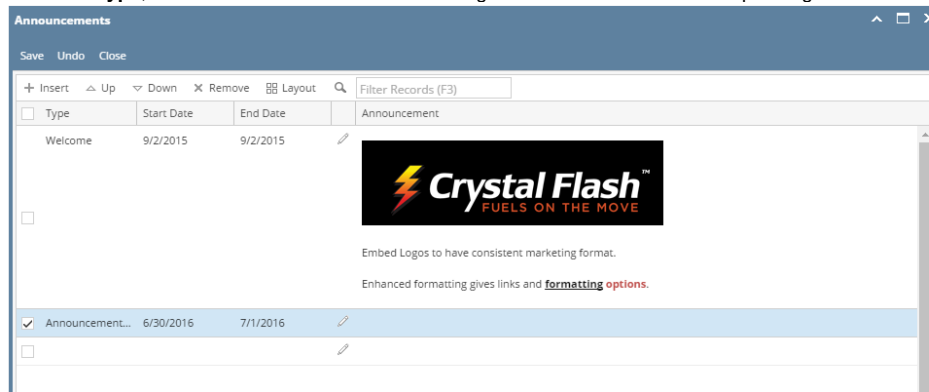 Announcements
Save Undo Close
Insert Up Down Remove Layout Filter Records (F3)
Type Start Date End Date Announcement
Welcome 9/2/2015 9/2/2015
Crystal Flash™
FUELS ON THE MOVE
Embed Logos to have consistent marketing format.
Enhanced formatting gives links and formatting options.
Announcement... 6/30/2016 7/1/2016